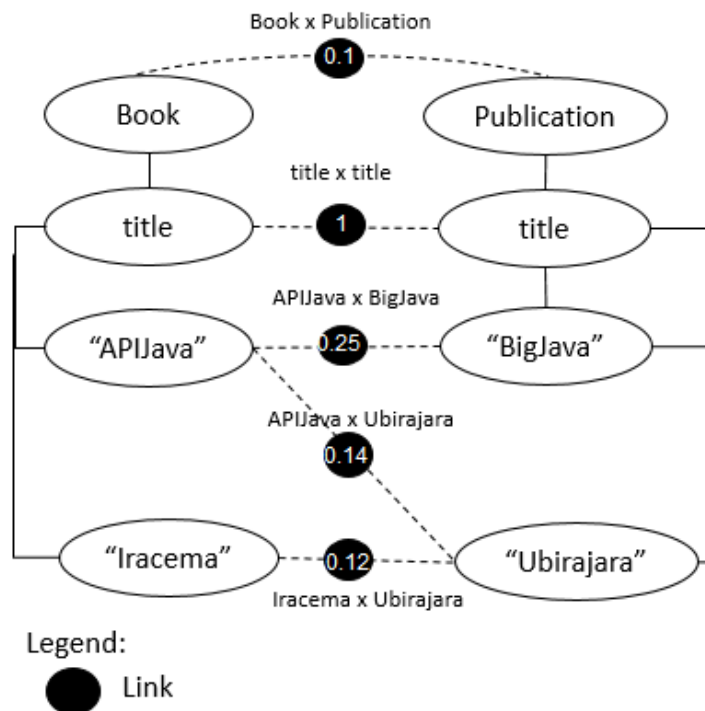 Book x Publication
0.1
Book
Publication
title x title
title
1
title
APIJava x BigJava
“APIJava”
0.25
“BigJava”
APIJava x Ubirajara
0.14
“Iracema”
0.12
“Ubirajara”
Iracema x Ubirajara
Legend:
Link